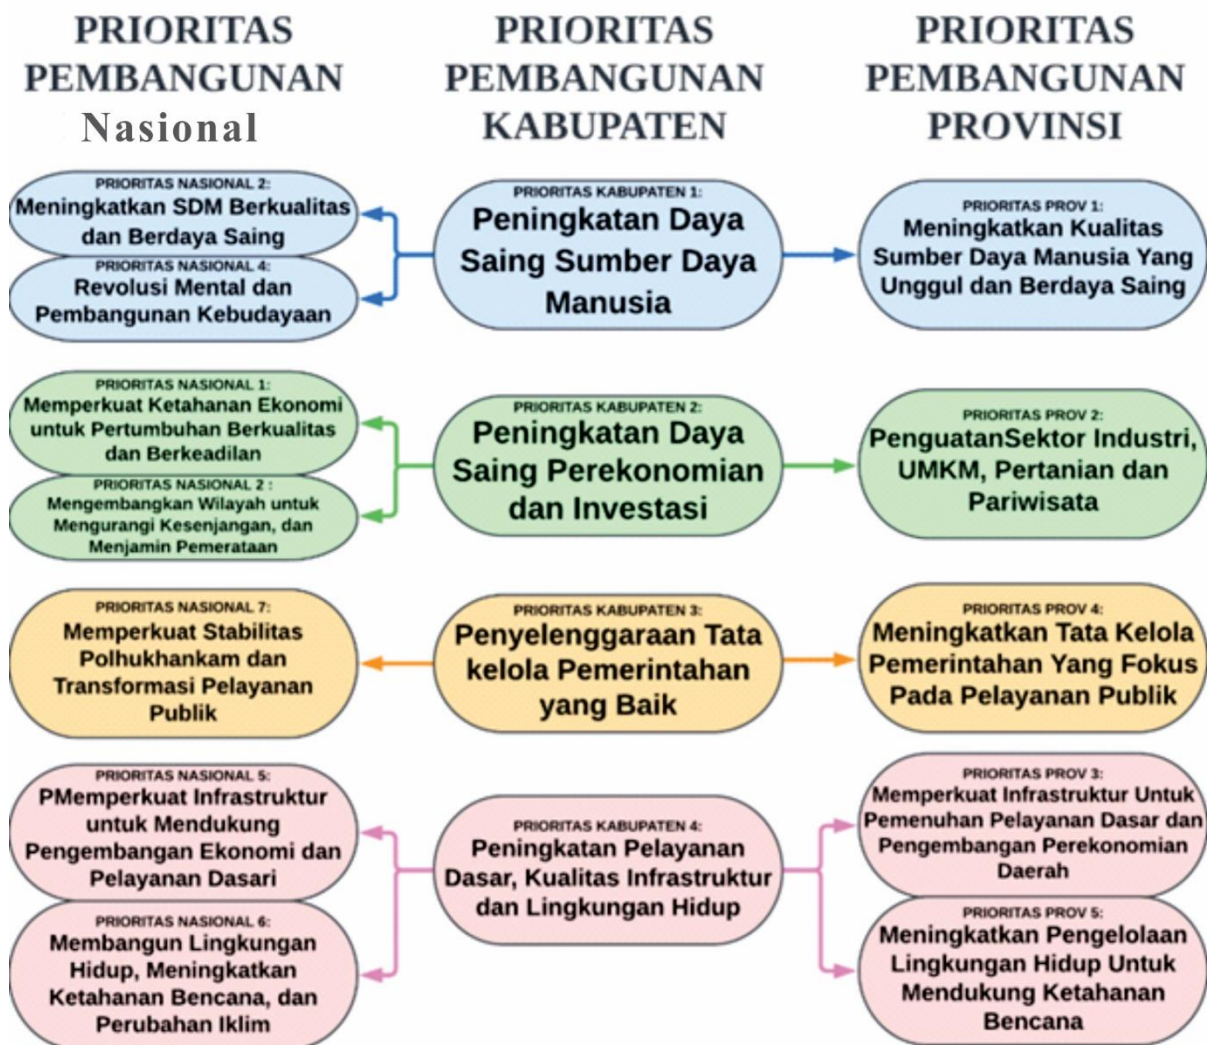 PRIORITAS
PEMBANGUNAN
Nasional
PRIORITAS
PEMBANGUNAN
KABUPATEN
PRIORITAS
PEMBANGUNAN
PROVINSI
PRIORITAS NASIONAL 2:
Meningkatkan SDM Berkualitas
dan Berdaya Saing
PRIORITAS NASIONAL 4:
Revolusi Mental dan
Pembangunan Kebudayaan
PRIORITAS KABUPATEN 1:
Peningkatan Daya
Saing Sumber Daya
Manusia
PRIORITAS PROV 1:
Meningkatkan Kualitas
Sumber Daya Manusia Yang
Unggul dan Berdaya Saing
PRIORITAS NASIONAL 1:
Memperkuat Ketahanan Ekonomi
untuk Pertumbuhan Berkualitas
dan Berkeadilan
PRIORITAS NASIONAL 2 :
Mengembangkan Wilayah untuk
Mengurangi Kesenjangan, dan
Menjamin Pemerataan
PRIORITAS KABUPATEN 2:
Peningkatan Daya
Saing Perekonomian
dan Investasi
PRIORITAS PROV 2:
PenguatanSektor Industri,
UMKM, Pertanian dan
Pariwisata
PRIORITAS NASIONAL 7:
Memperkuat Stabilitas
Polhukhankam dan
Transformasi Pelayanan
Publik
PRIORITAS KABUPATEN 3:
Penyelenggaraan Tata
kelola Pemerintahan
yang Baik
PRIORITAS PROV 4:
Meningkatkan Tata Kelola
Pemerintahan Yang Fokus
Pada Pelayanan Publik
PRIORITAS NASIONAL 5:
PMemperkuat Infrastruktur
untuk Mendukung
Pengembangan Ekonomi dan
Pelayanan Dasari
PRIORITAS NASIONAL 6:
Membangun Lingkungan
Hidup, Meningkatkan
Ketahanan Bencana, dan
Perubahan Iklim
PRIORITAS KABUPATEN 4:
Peningkatan Pelayanan
Dasar, Kualitas Infrastruktur
dan Lingkungan Hidup
PRIORITAS PROV 3:
Memperkuat Infrastruktur Untuk
Pemenuhan Pelayanan Dasar dan
Pengembangan Perekonomian
Daerah
PRIORITAS PROV 5:
Meningkatkan Pengelolaan
Lingkungan Hidup Untuk
Mendukung Ketahanan
Bencana